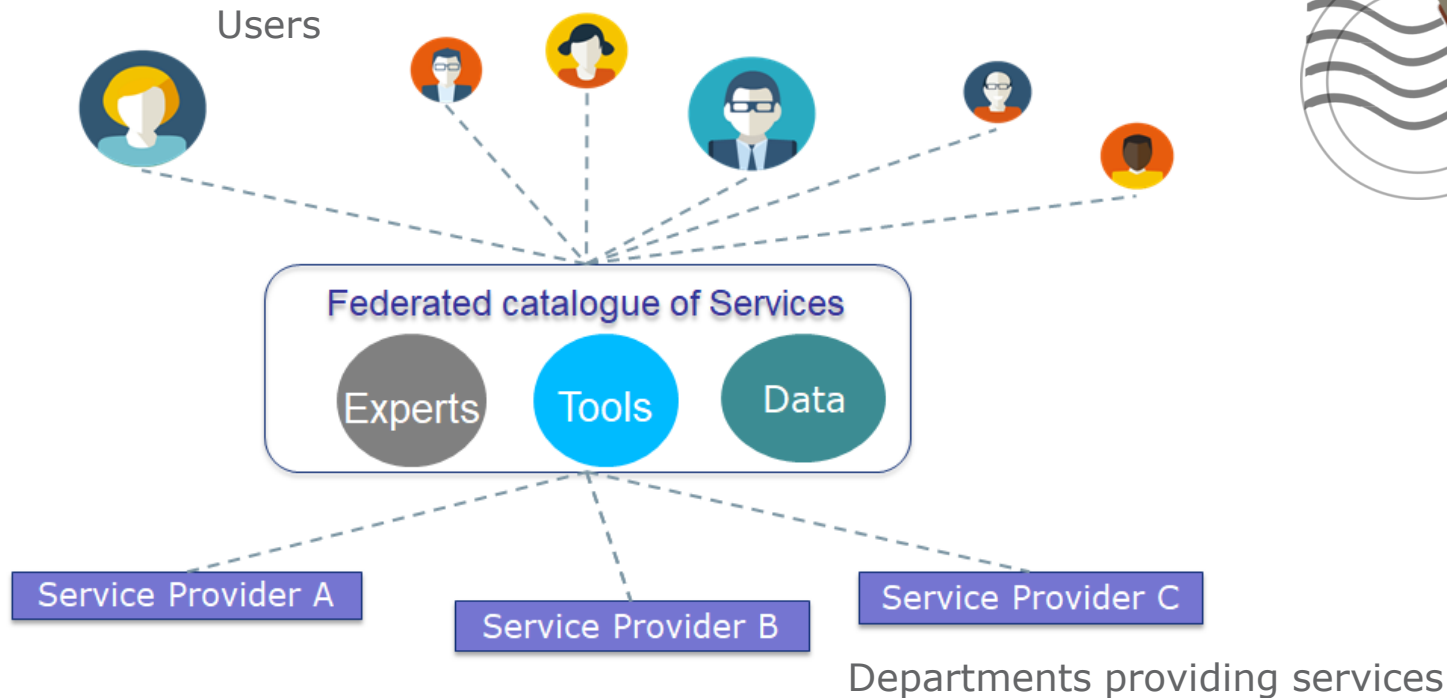 Users
Federated catalogue of Services
Experts
Tools
Data
Service Provider A
Service Provider B
Service Provider C
Departments providing services